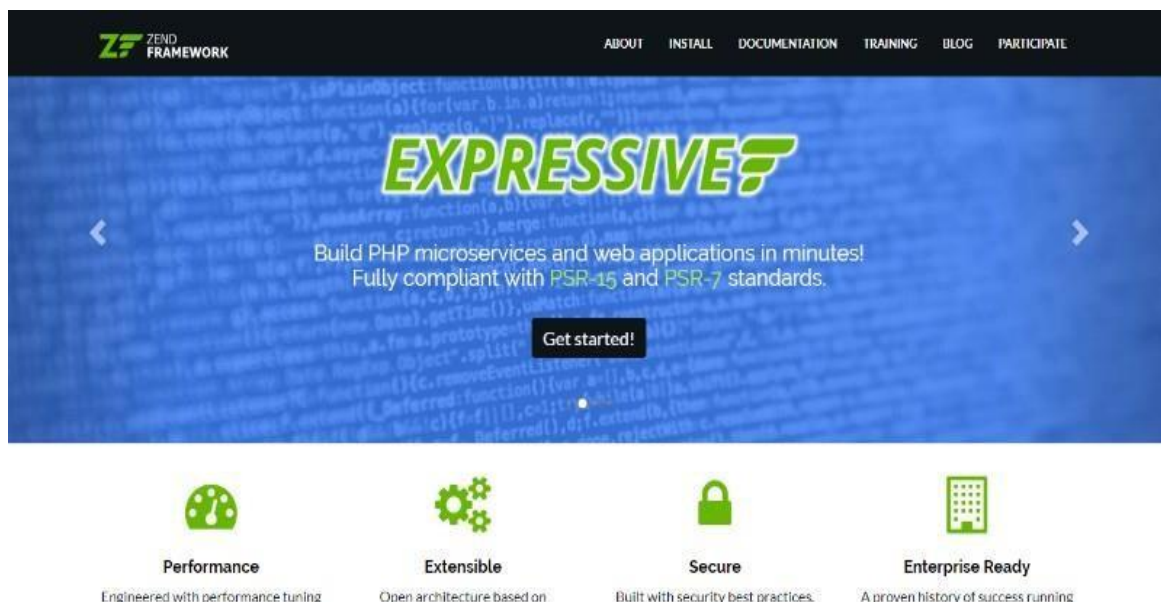 ZEND
FRAMEWORK
ABOUT INSTALL DOCUMENTATION TRAINING BLOG PARTICIPATE
EXPRESSIVE
Build PHP microservices and web applications in minutes!
Fully compliant with PSR-15 and PSR-7 standards.
Get started!
Performance
Extensible
Secure
Enterprise Ready
Engineered with performance tuning
Open architecture based on
Built with security best practices.
A proven history of success running